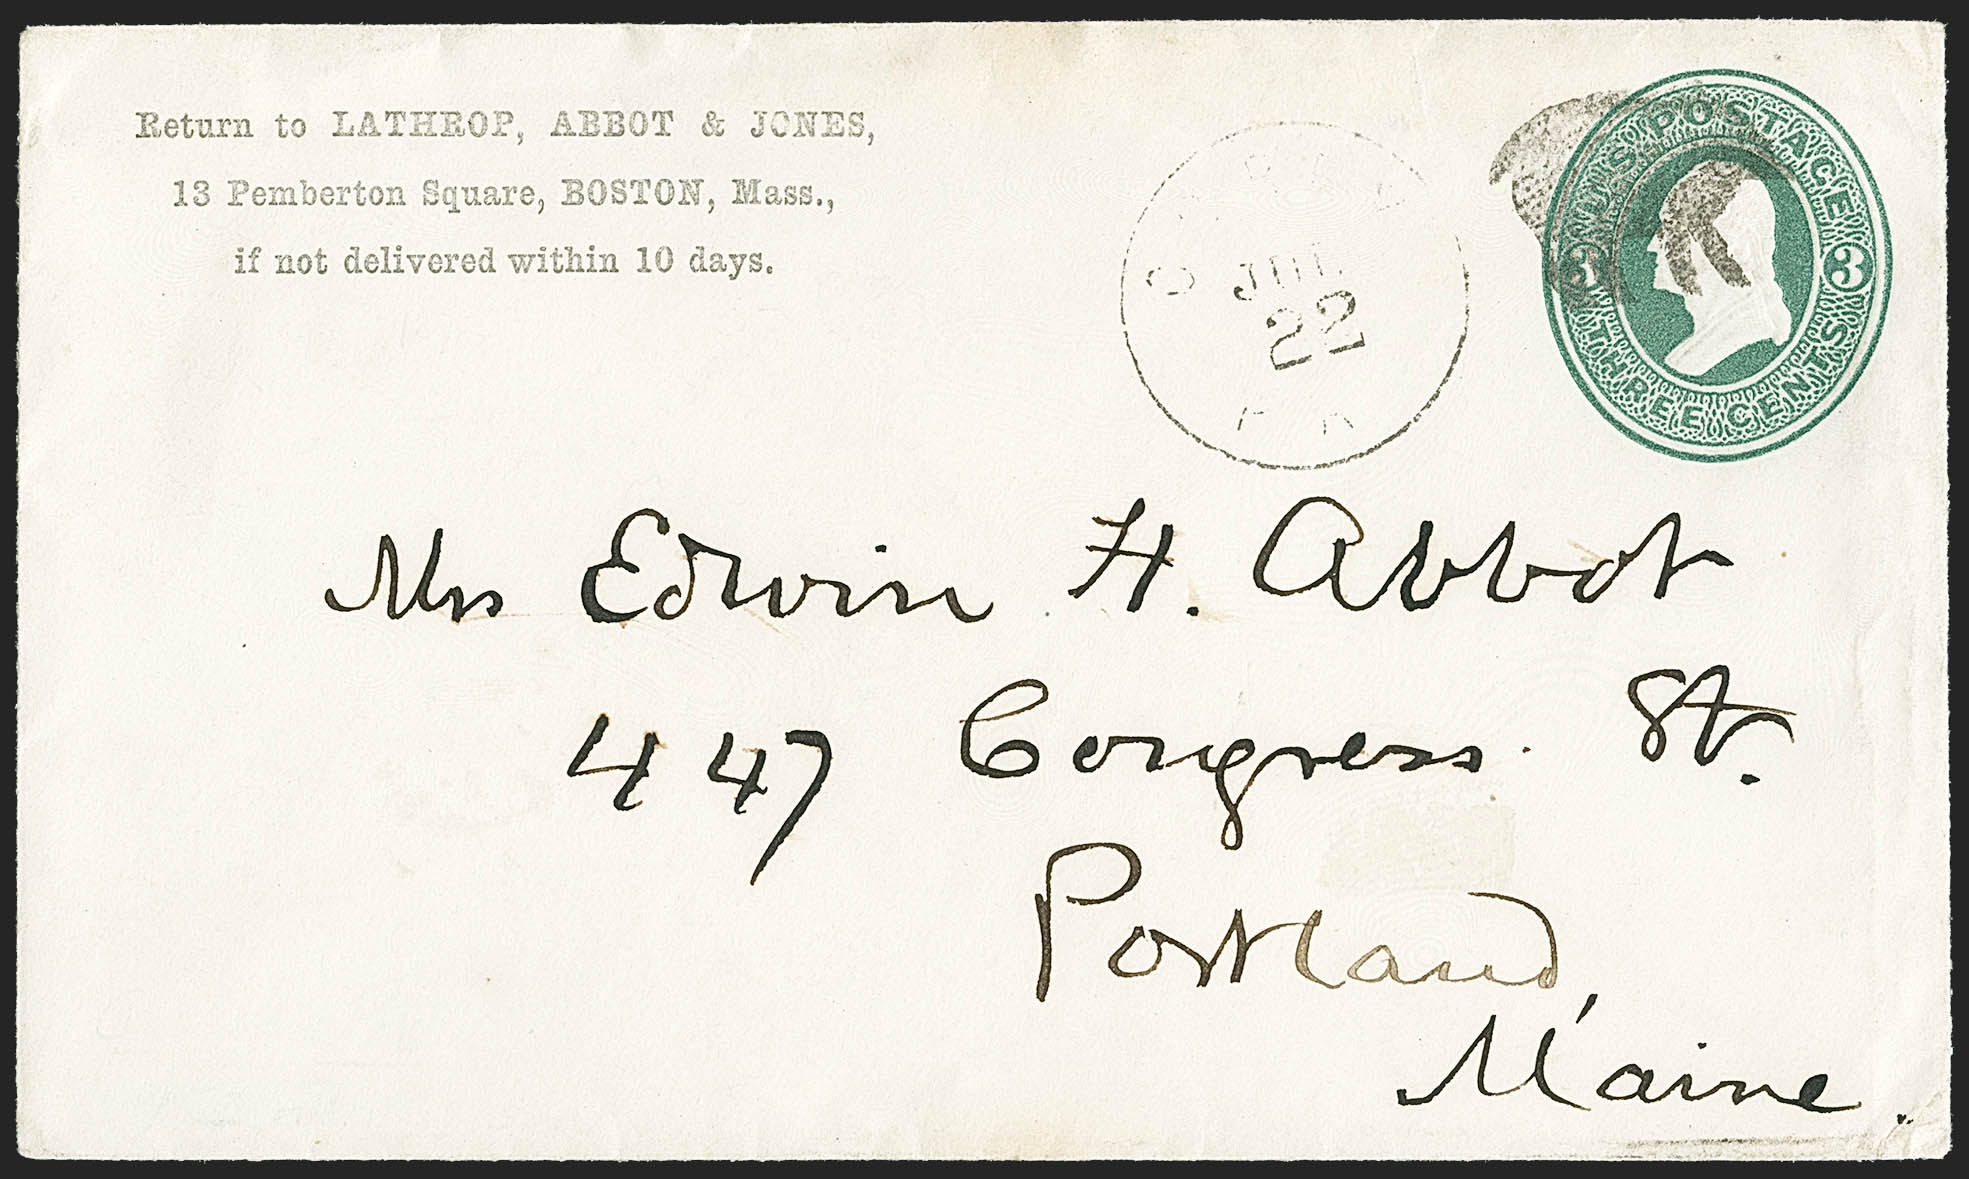 Return to LATHROP, ABBOT & JONES,
13 Pemberton Square, BOSTON, Mass.,
if not delivered within 10 days.
JUL
22
U.S. POSTAGE
3 3
THREE CENTS
Mrs Edwin H. Abbot
447 Congress St.
Portland,
Maine.